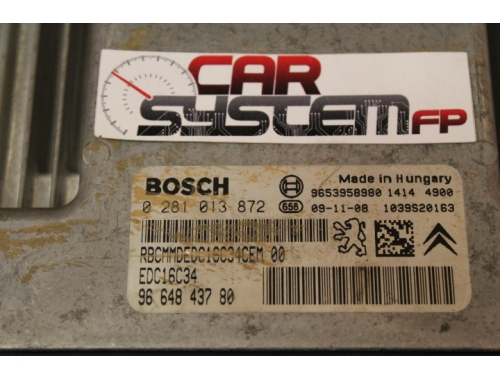 CAR
SYSTEM FP
BOSCH
Made in Hungary
9653958980 1414 4900
0 281 013 872
658
09-11-08 1039S20163
RBCMMDEDC16C34CEM 00
EDC16C34
96 648 437 80